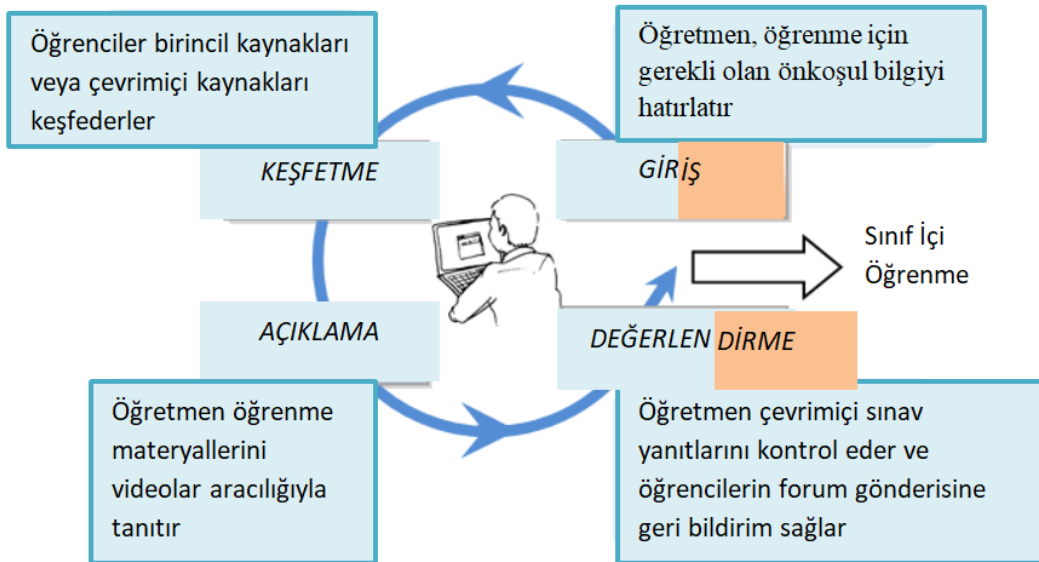 Öğrenciler birincil kaynakları
veya çevrimiçi kaynakları
keşfederler
Öğretmen, öğrenme için
gerekli olan önkoşul bilgiyi
hatırlatır
KEŞFETME
GİRİŞ
Sınıf İçi
Öğrenme
AÇIKLAMA
DEĞERLEN DİRME
Öğretmen öğrenme
materyallerini
videolar aracılığıyla
tanıtır
Öğretmen çevrimiçi sınav
yanıtlarını kontrol eder ve
öğrencilerin forum gönderisine
geri bildirim sağlar